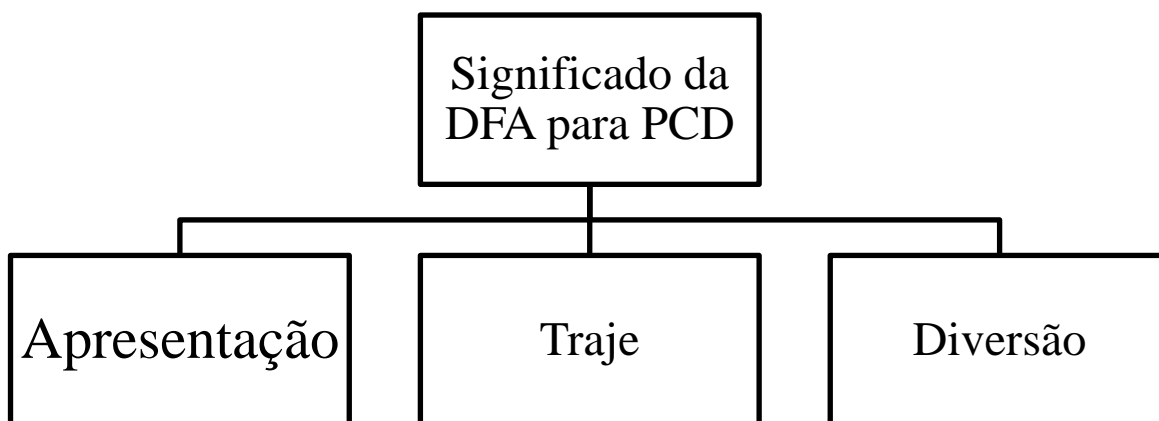 Significado da
DFA para PCD
Apresentação
Traje
Diversão